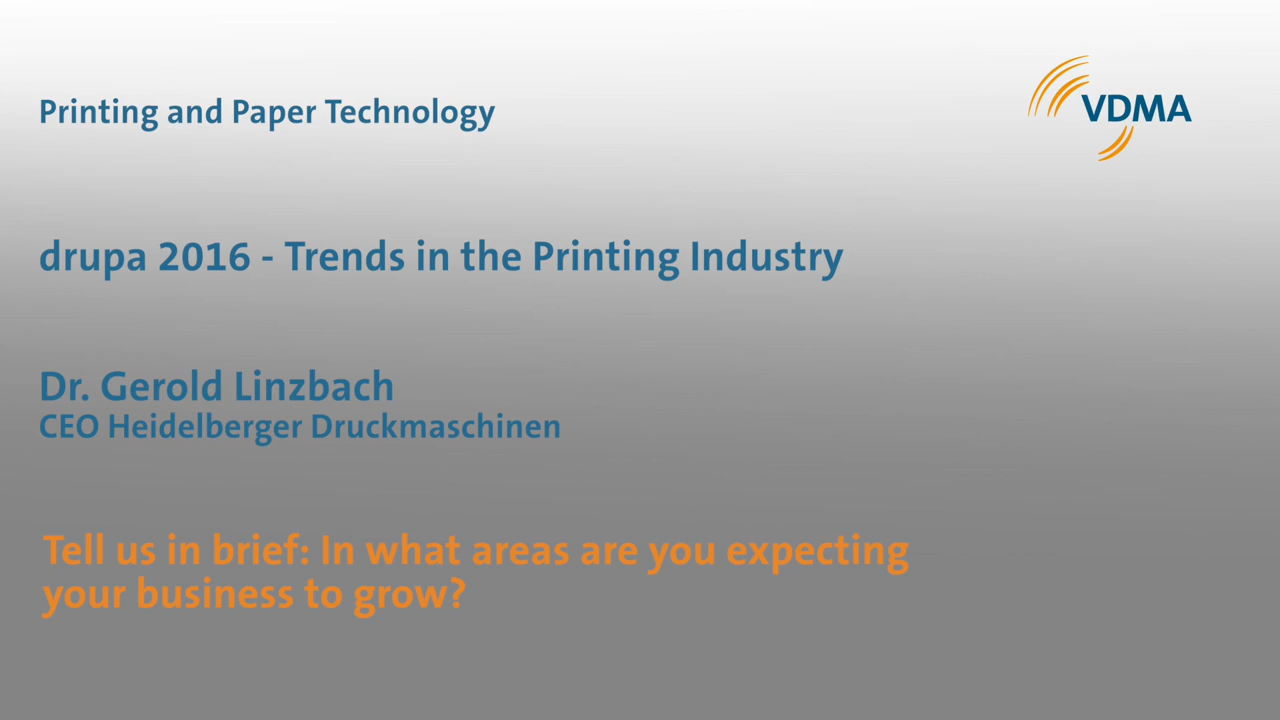 Printing and Paper Technology
VDMA
drupa 2016 - Trends in the Printing Industry
Dr. Gerold Linzbach
CEO Heidelberger Druckmaschinen
Tell us in brief: In what areas are you expecting
your business to grow?